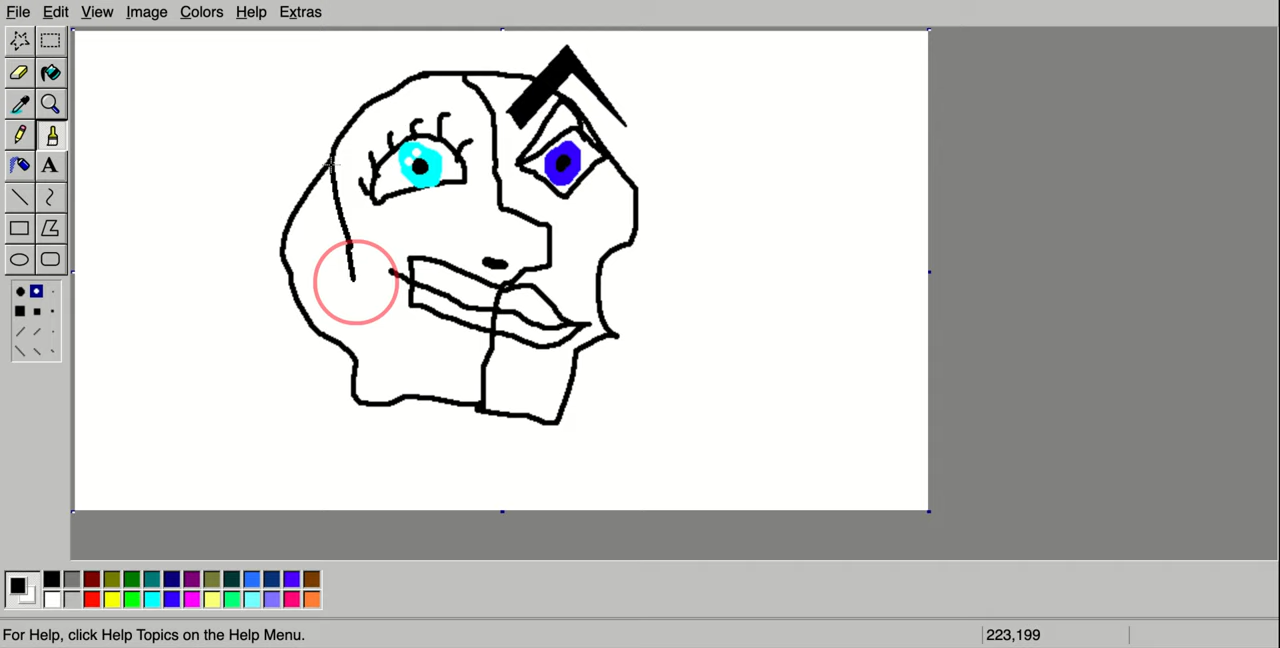 File Edit View Image Colors Help Extras
A
For Help, click Help Topics on the Help Menu. 223,199